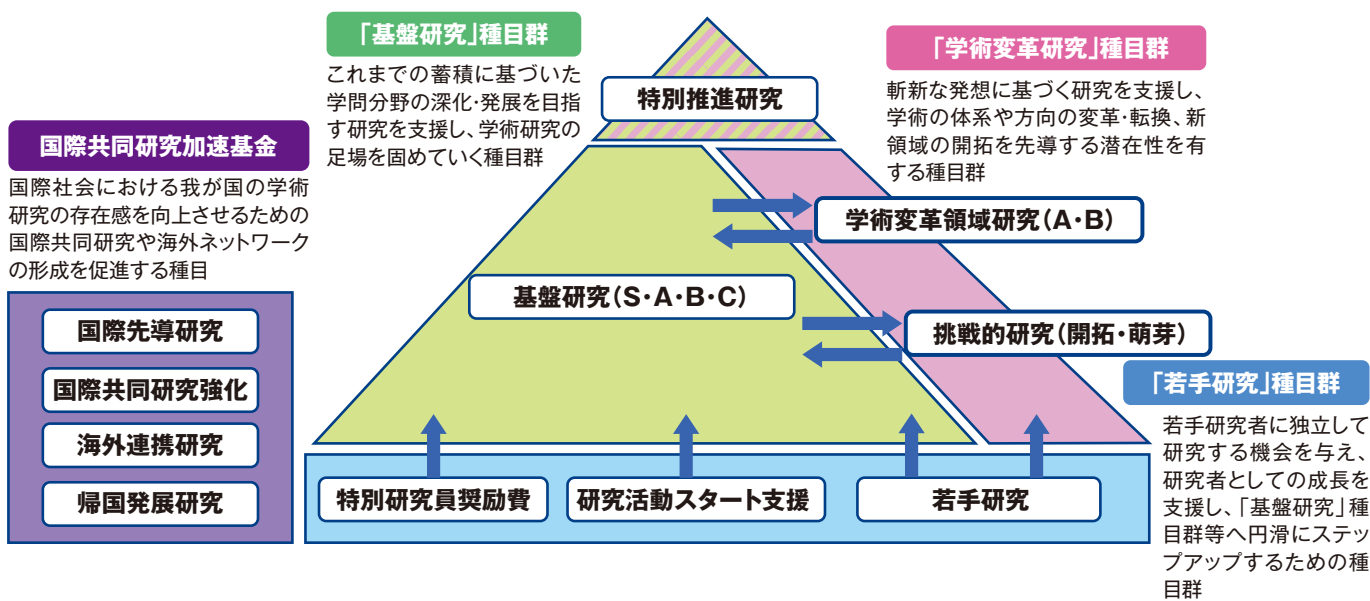 「基盤研究」種目群
これまでの蓄積に基づいた
学問分野の深化・発展を目指
す研究を支援し、学術研究の
足場を固めていく種目群
特別推進研究
「学術変革研究」種目群
斬新な発想に基づく研究を支援し、
学術の体系や方向の変革・転換、新
領域の開拓を先導する潜在性を有
する種目群
国際共同研究加速基金
国際社会における我が国の学術
研究の存在感を向上させるための
国際共同研究や海外ネットワーク
の形成を促進する種目
国際先導研究
国際共同研究強化
海外連携研究
帰国発展研究
学術変革領域研究(A・B)
基盤研究(S・A・B・C)
挑戦的研究(開拓・萌芽)
「若手研究」種目群
若手研究者に独立して
研究する機会を与え、
研究者としての成長を
支援し、「基盤研究」種
目群等へ円滑にステッ
プアップするための種
目群
特別研究員奨励費
研究活動スタート支援
若手研究